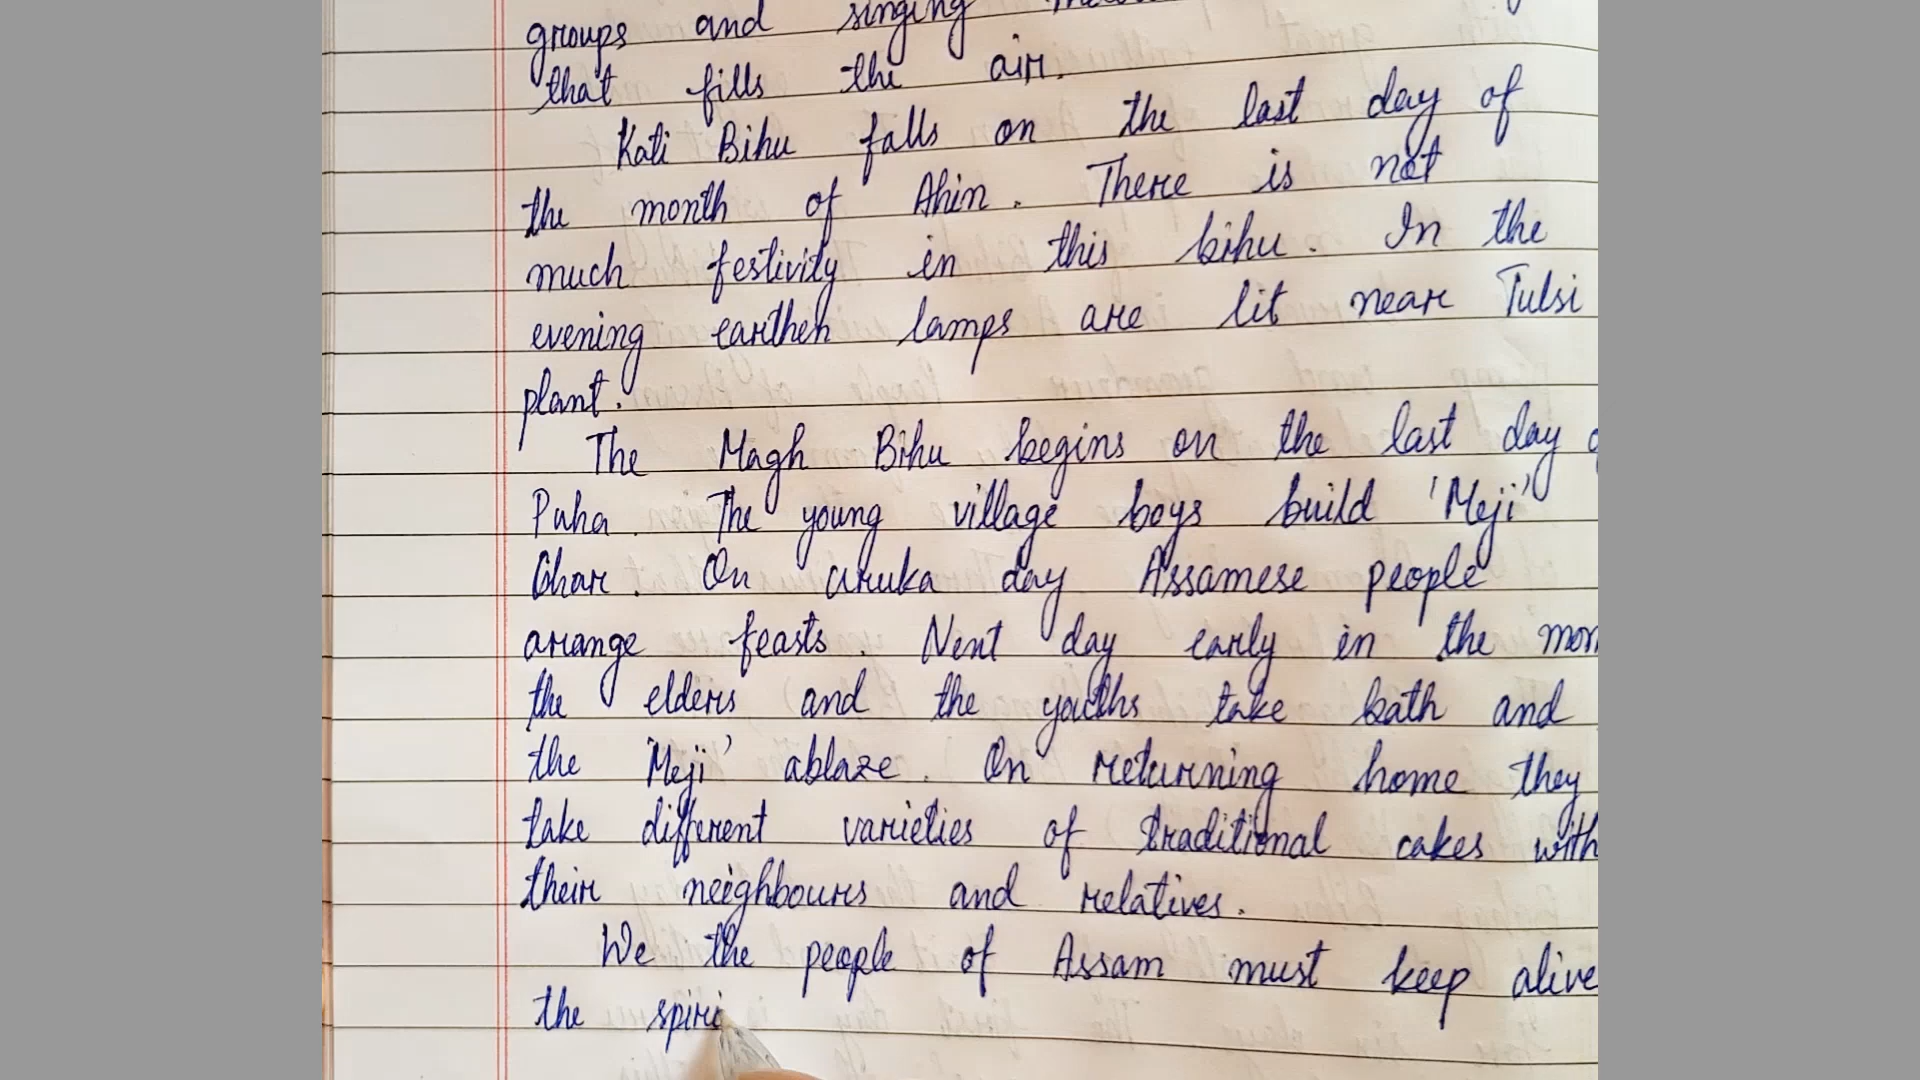 groups and singing
that fills the air.
Kati Bihu falls on the last day of
the month of Ahin. There is not
much festivity in this bihu. In the
evening earthen lamps are lit near Tulsi
plant.
The Magh Bihu begins on the last day
Puha. The young village boys build 'Meji'
Ghar. On uruka day Assamese people
arange feasts. Next day early in the mor
the elders and the youths take bath and
the 'Meji' ablaze. On returning home they
take different varieties of traditional cakes with
their neighbours and relatives.
We the people of Assam must keep alive
the spiri